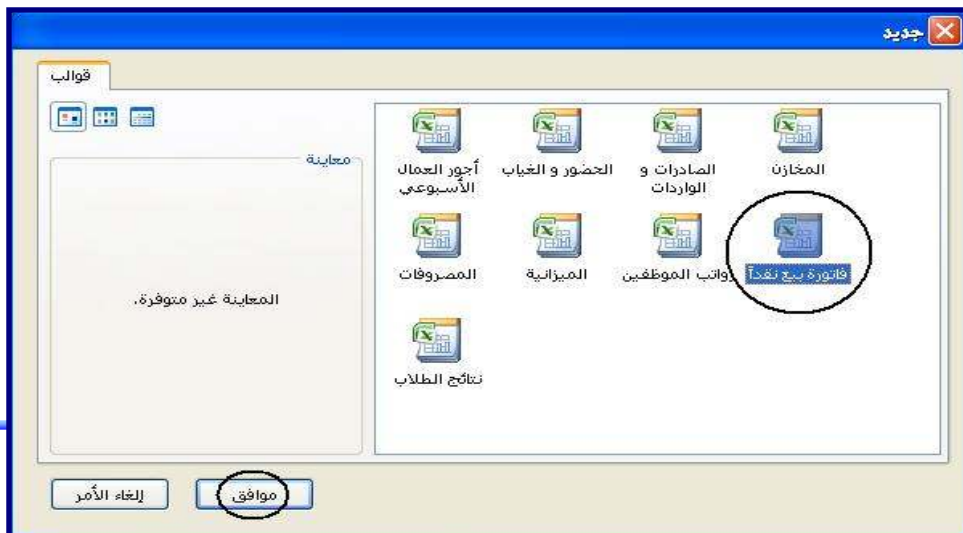 جديد
قوالب
المخازن
الصادرات و
الواردات
الحضور و الغياب
أجور العمال
الأسبوعي
فاتورة بيع نقداً
رواتب الموظفين
الميزانية
المصروفات
نتائج الطلاب
معاينة
المعاينة غير متوفرة.
موافق
إلغاء الأمر